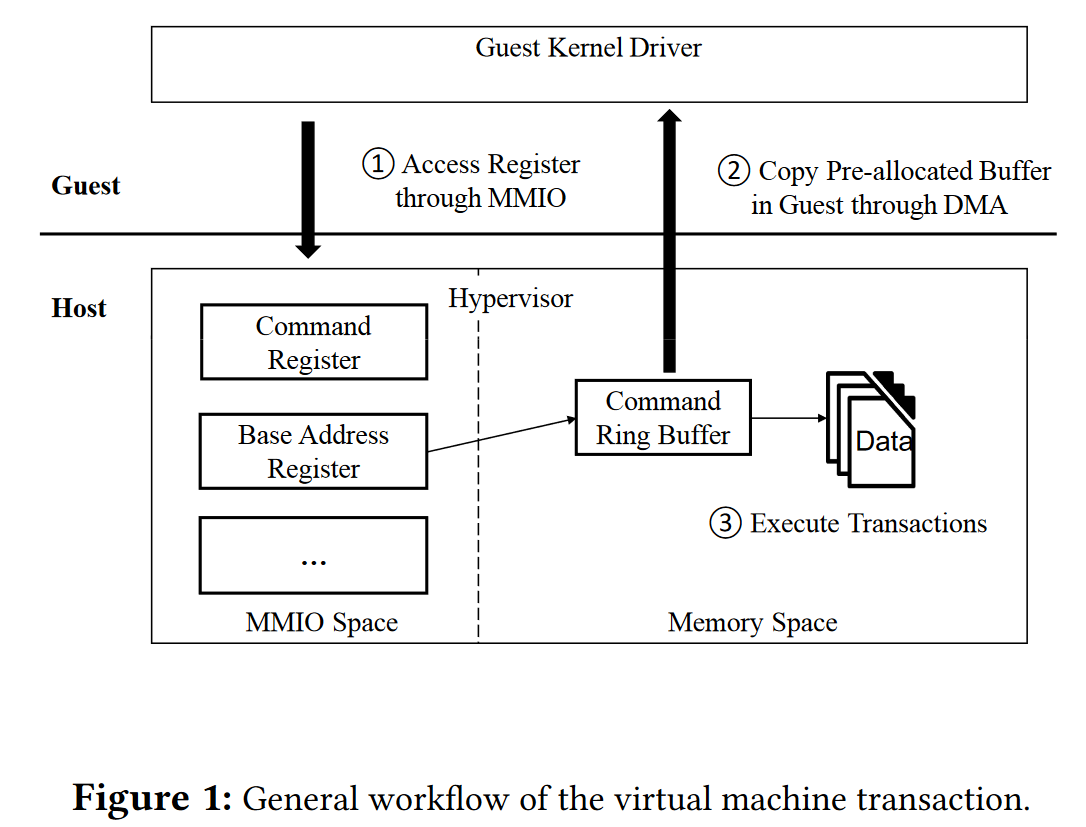 Guest Kernel Driver
① Access Register
through MMIO
② Copy Pre-allocated Buffer
in Guest through DMA
Guest
Host
Hypervisor
Command
Register
Base Address
Register
...
MMIO Space
Command
Ring Buffer
Data
③ Execute Transactions
Memory Space
Figure 1: General workflow of the virtual machine transaction.